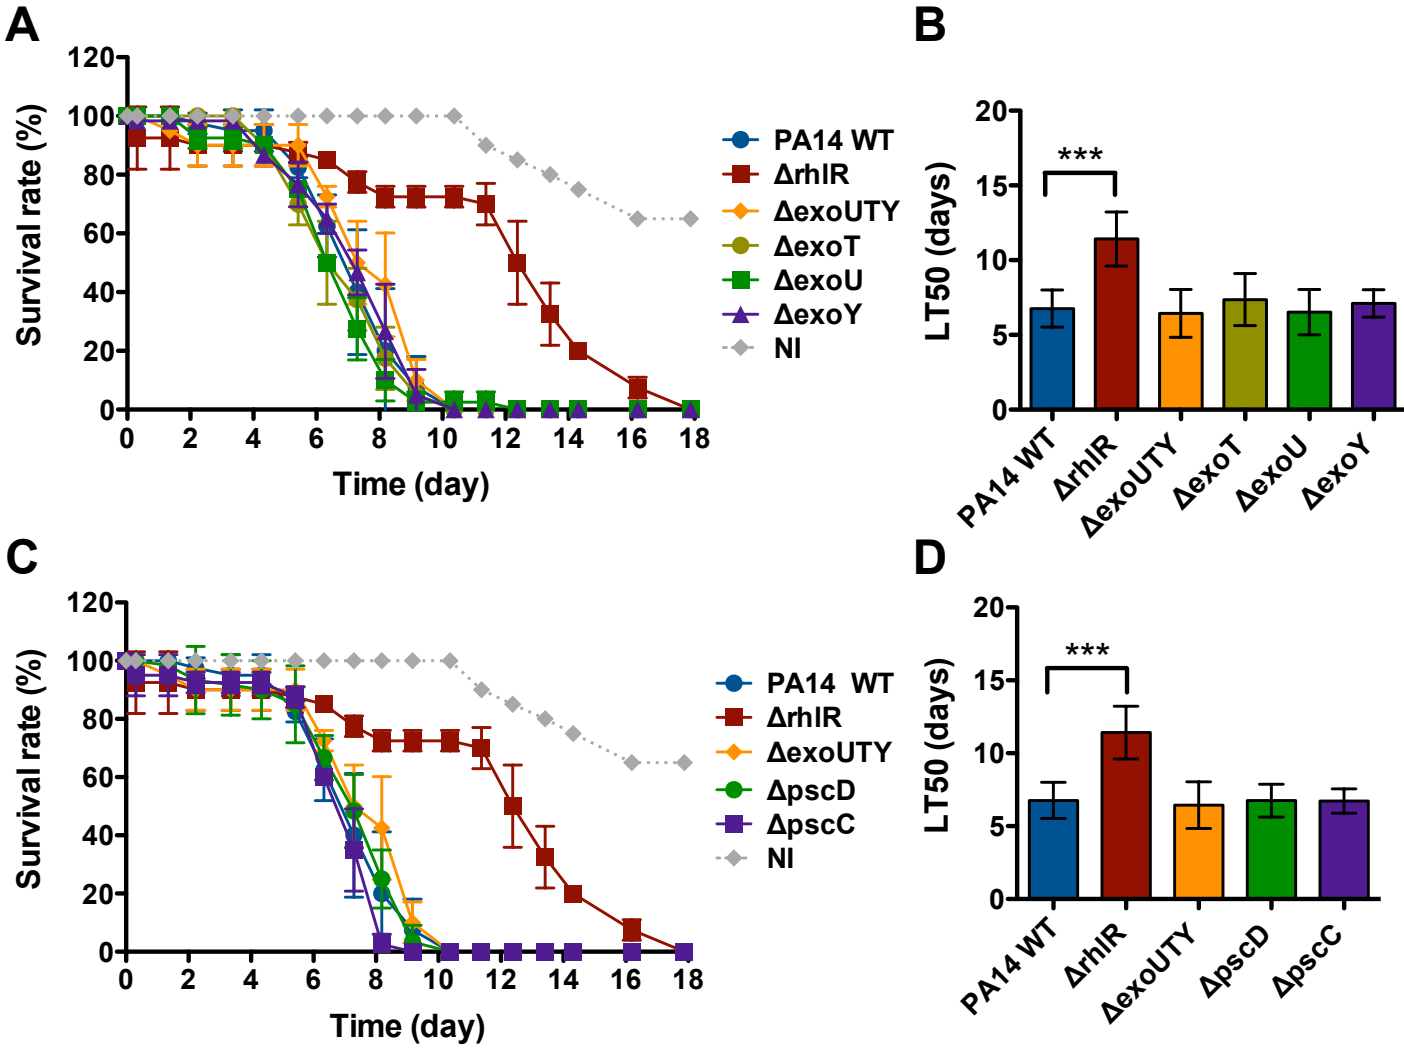 A
120
100
80
60
40
20
0
Survival rate (%)
0 2 4 6 8 10 12 14 16 18
Time (day)
PA14 WT
ΔrhlR
ΔexoUTY
ΔexoT
ΔexoU
ΔexoY
NI
B
20
15
10
5
0
LT50 (days)
***
PA14 WT
ΔrhlR
ΔexoUTY
ΔexoT
ΔexoU
ΔexoY
C
120
100
80
60
40
20
0
Survival rate (%)
0 2 4 6 8 10 12 14 16 18
Time (day)
PA14 WT
ΔrhlR
ΔexoUTY
ΔpscD
ΔpscC
NI
D
20
15
10
5
0
LT50 (days)
***
PA14 WT
ΔrhlR
ΔexoUTY
ΔpscD
ΔpscC